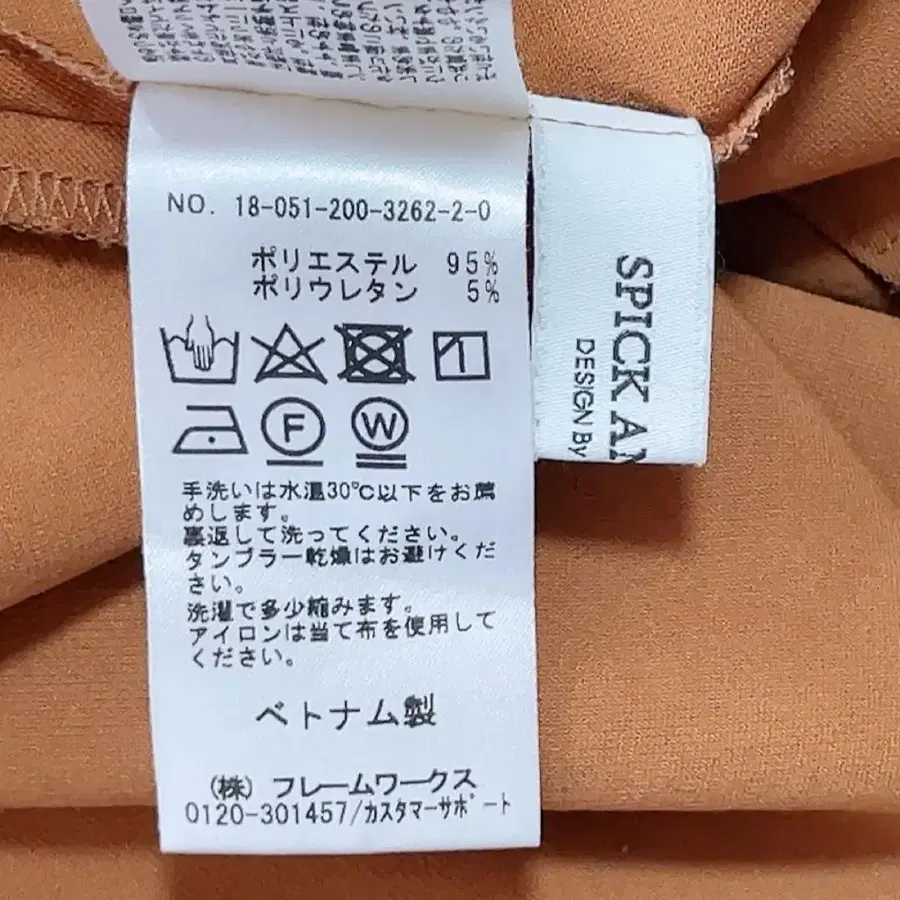 NO. 18-051-200-3262-2-0
ポリエステル 95%
ポリウレタン 5%
F
W
手洗いは水温30℃以下をお薦
めします。
裏返して洗ってください。
タンブラー乾燥はお避けくだ
さい。
洗濯で多少縮みます。
アイロンは当て布を使用して
ください。
ベトナム製
(株) フレームワークス
0120-301457/カスタマーサポート
SPICK AN
DESIGN By